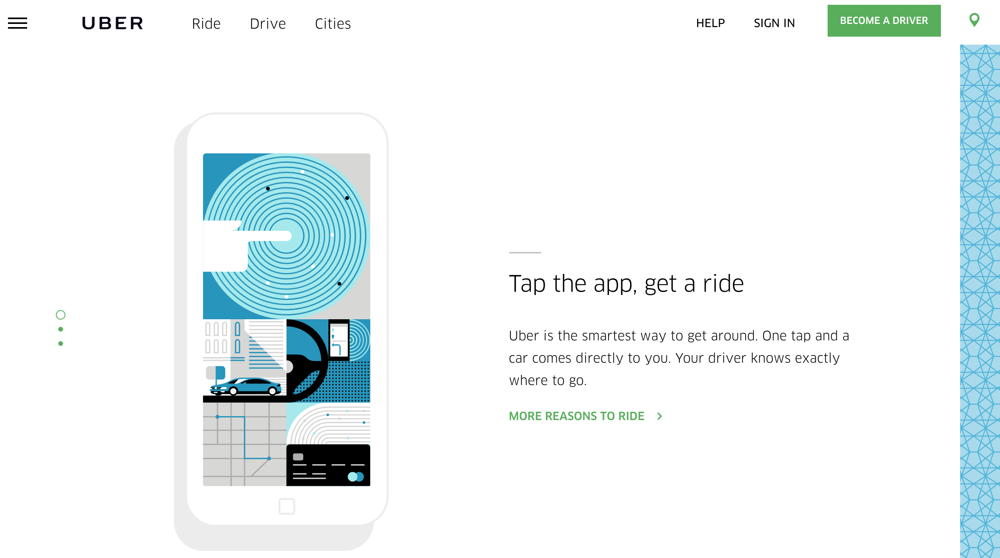 UBER
Ride
Drive
Cities
HELP
SIGN IN
BECOME A DRIVER
Tap the app, get a ride
Uber is the smartest way to get around. One tap and a
car comes directly to you. Your driver knows exactly
where to go.
MORE REASONS TO RIDE